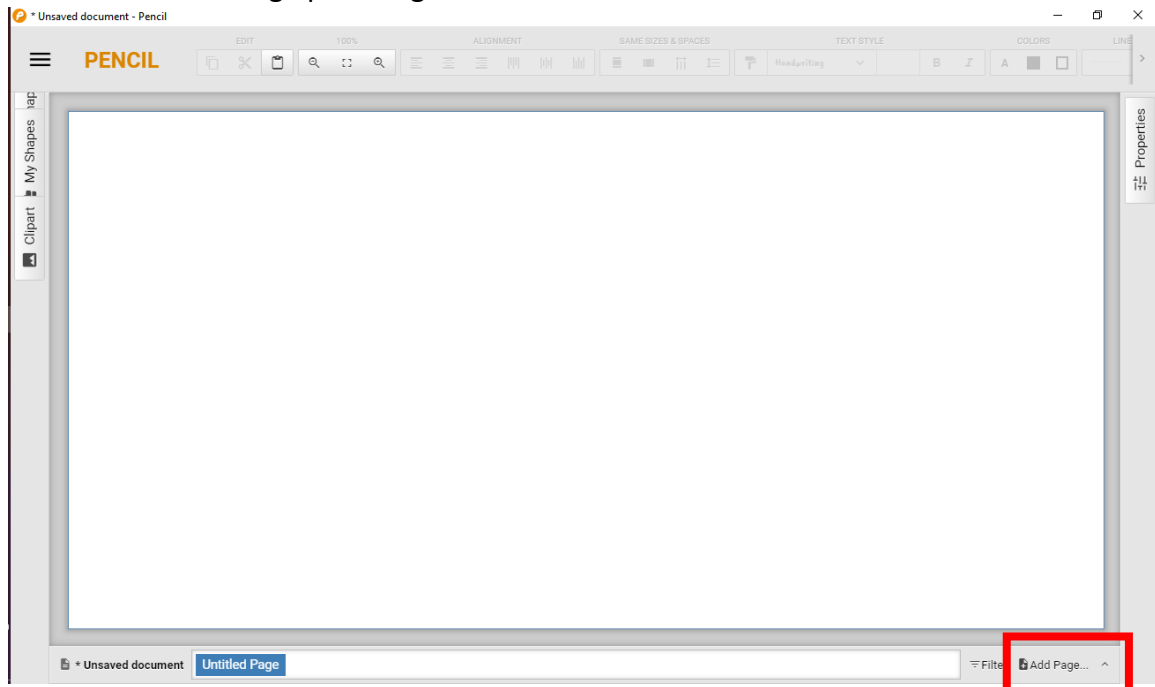 * Unsaved document - Pencil
EDIT 100% ALIGNMENT SAME SIZES & SPACES TEXT STYLE COLORS LINE
PENCIL Handwriting B I A
My Shapes
Clipart
Properties
* Unsaved document Untitled Page Filte Add Page...